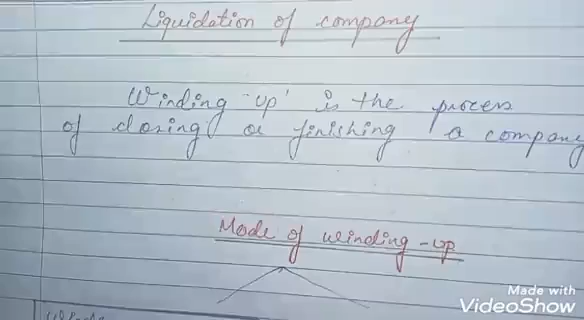 Liquidation of company
Winding-up' is the process
of closing or finishing a company
Mode of winding-up
Made with
VideoShow